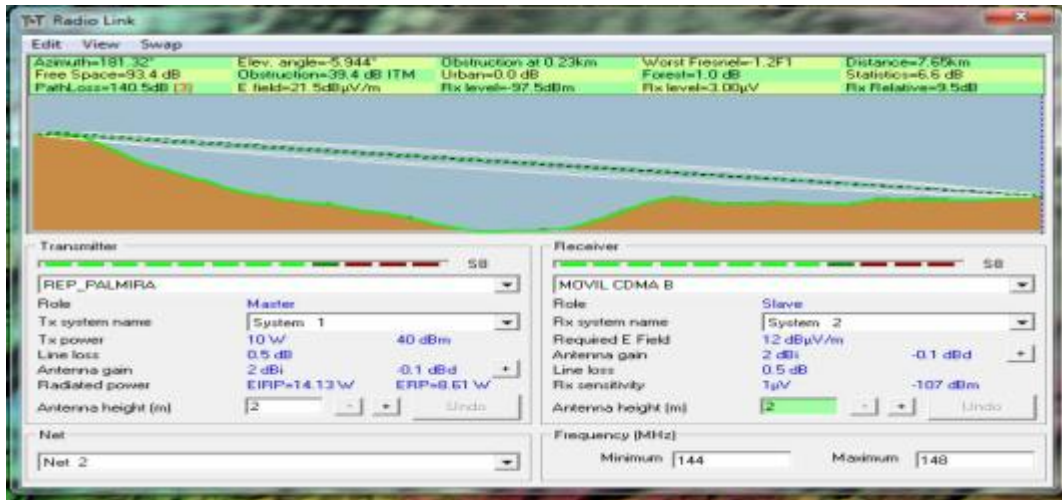 Radio Link
Edit View Swap
Azimuth=181.32° Elev. angle=-5.944° Obstruction at 0.23km Worst Fresnel=-1.2F1 Distance=7.65km
Free Space=93.4 dB Obstruction=39.4 dB ITM Urban=0.0 dB Forest=1.0 dB Statistics=6.6 dB
PathLoss=140.5dB (3) E field=21.5dBµV/m Rx level=-97.5dBm Rx level=3.00µV Rx Relative=9.5dB
Transmitter
S8
REP_PALMIRA
Role Master
Tx system name System 1
Tx power 10 W 40 dBm
Line loss 0.5 dB
Antenna gain 2 dBi -0.1 dBd +
Radiated power EIRP=14.13 W ERP=8.61 W
Antenna height (m) 2 - + Undo
Net
Net 2
Receiver
S8
MOVIL CDMA B
Role Slave
Rx system name System 2
Required E Field 12 dBµV/m
Antenna gain 2 dBi -0.1 dBd +
Line loss 0.5 dB
Rx sensitivity 1µV -107 dBm
Antenna height (m) 2 - + Undo
Frequency (MHz)
Minimum 144 Maximum 148